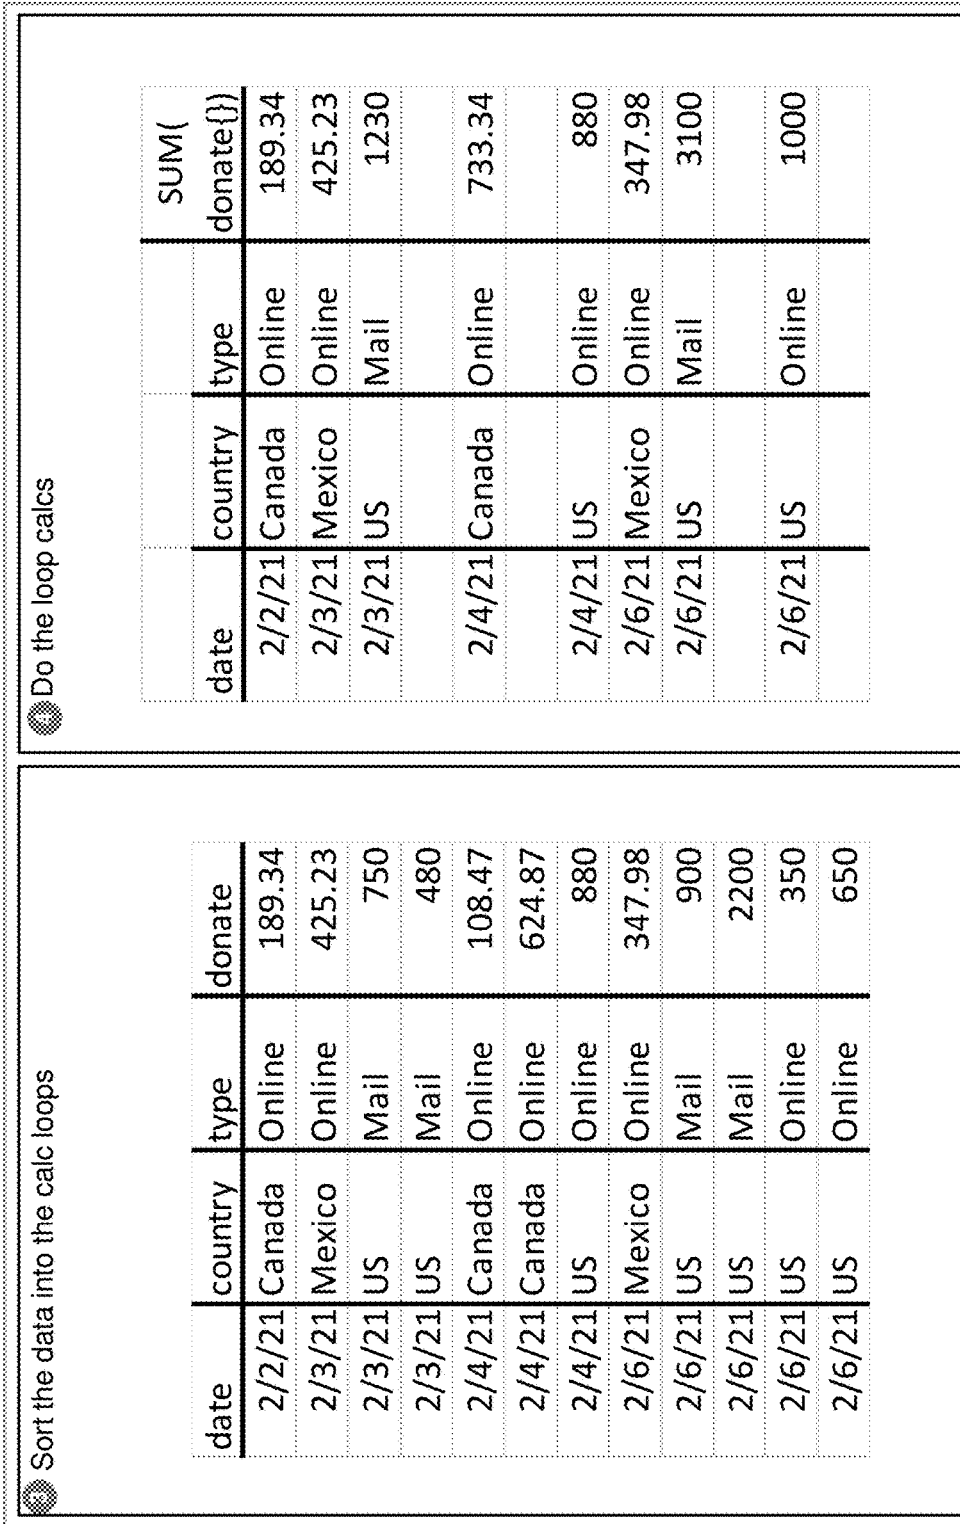 Sort the data into the calc loops
date country type donate
2/2/21 Canada Online 189.34
2/3/21 Mexico Online 425.23
2/3/21 US Mail 750
2/3/21 US Mail 480
2/4/21 Canada Online 108.47
2/4/21 Canada Online 624.87
2/4/21 US Online 880
2/6/21 Mexico Online 347.98
2/6/21 US Mail 900
2/6/21 US Mail 2200
2/6/21 US Online 350
2/6/21 US Online 650
4 Do the loop calcs
SUM(
date country type donate{})
2/2/21 Canada Online 189.34
2/3/21 Mexico Online 425.23
2/3/21 US Mail 1230
2/4/21 Canada Online 733.34
2/4/21 US Online 880
2/6/21 Mexico Online 347.98
2/6/21 US Mail 3100
2/6/21 US Online 1000